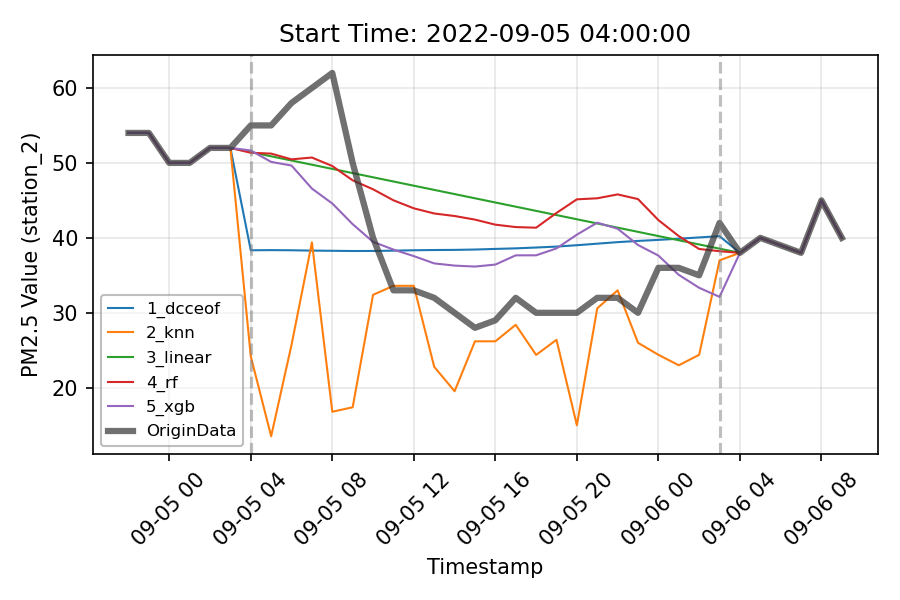 Start Time: 2022-09-05 04:00:00
PM2.5 Value (station_2)
60
50
40
30
20
1_dcceof
2_knn
3_linear
4_rf
5_xgb
OriginData
09-05 00
09-05 04
09-05 08
09-05 12
09-05 16
09-05 20
09-06 00
09-06 04
09-06 08
Timestamp